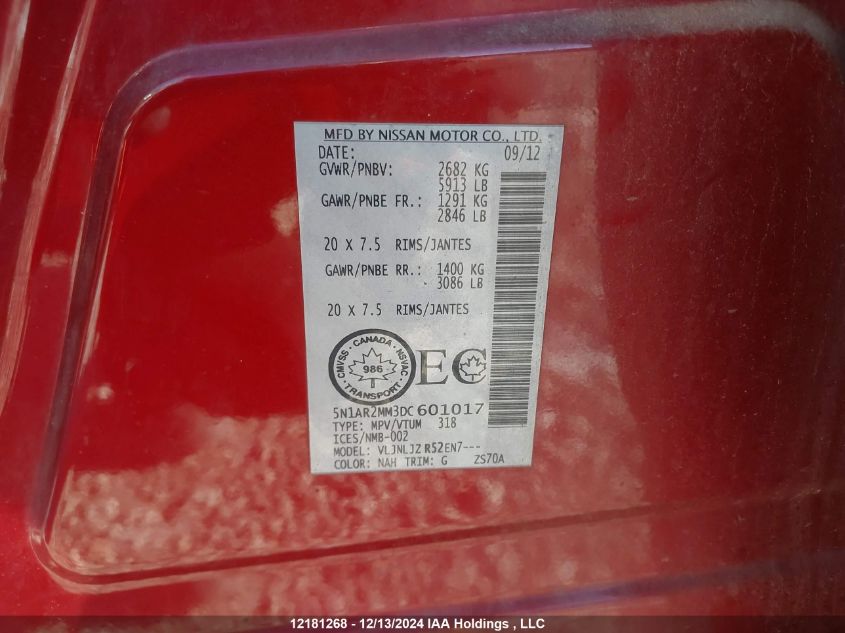 MFD BY NISSAN MOTOR CO., LTD.
DATE: 09/12
GVWR/PNBV: 2682 KG
5913 LB
GAWR/PNBE FR.: 1291 KG
2846 LB
20 X 7.5 RIMS/JANTES
GAWR/PNBE RR.: 1400 KG
3086 LB
20 X 7.5 RIMS/JANTES
CMVSS · CANADA · NSVAC
986
TRANSPORT
EC
5N1AR2MM3DC601017
TYPE: MPV/VTUM 318
ICES/NMB-002
MODEL: VLJNLJZ R52EN7---
COLOR: NAH TRIM: G ZS70A
12181268 - 12/13/2024 IAA Holdings , LLC